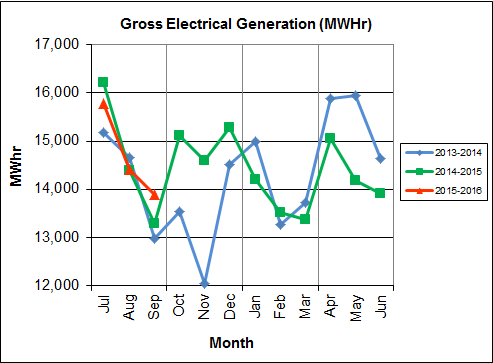 Gross Electrical Generation (MWHr)
17,000
16,000
15,000
14,000
13,000
12,000
MWhr
Jul
Aug
Sep
Oct
Nov
Dec
Jan
Feb
Mar
Apr
May
Jun
Month
2013-2014
2014-2015
2015-2016